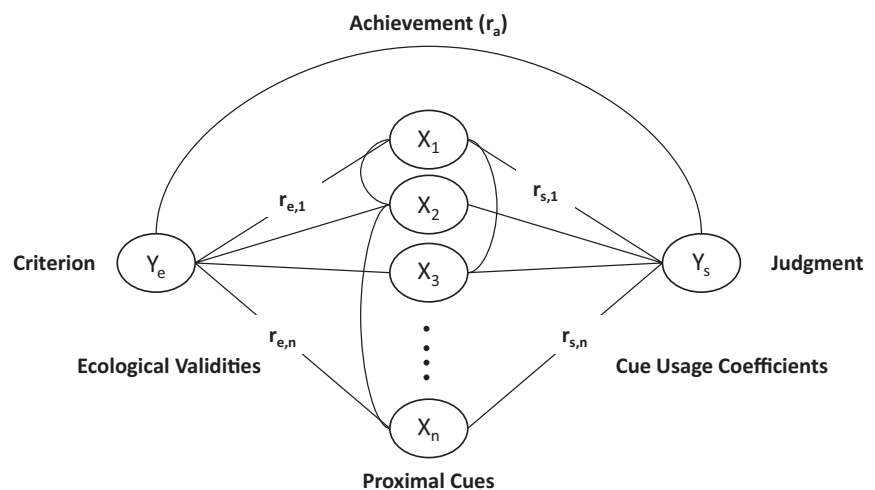 Achievement (rₐ)
X₁
rₑ,₁
rₛ,₁
X₂
Criterion
Yₑ
X₃
Yₛ
Judgment
rₑ,ₙ
rₛ,ₙ
Ecological Validities
Cue Usage Coefficients
Xₙ
Proximal Cues